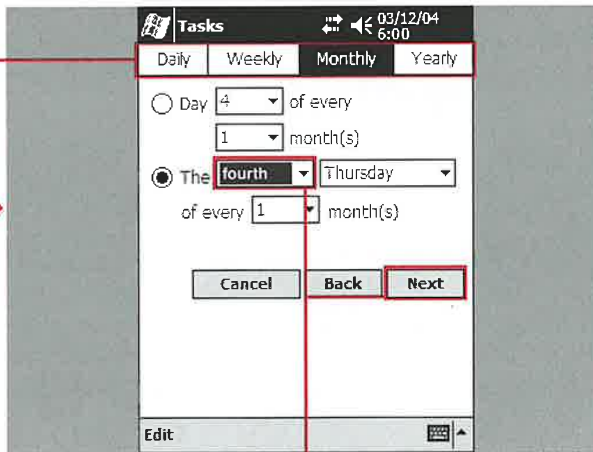 Tasks 03/12/04
6:00
Daily Weekly Monthly Yearly
Day 4 of every
1 month(s)
The fourth Thursday
of every 1 month(s)
Cancel Back Next
Edit